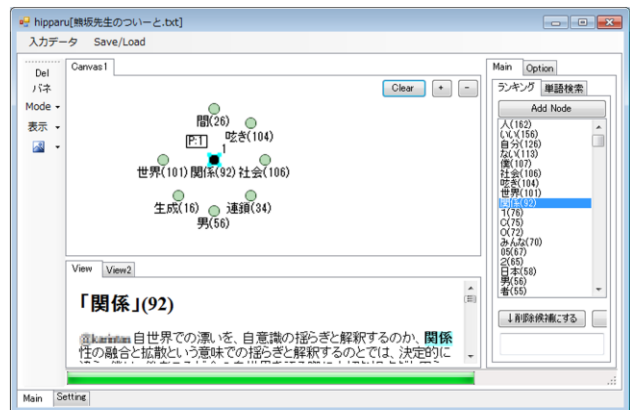 hipparu[熊坂先生のついーと.txt]
入力データ Save/Load
Del
バネ
Mode
表示
Canvas1
Clear + -
間(26)
呟き(104)
P:1
1
世界(101) 関係(92) 社会(106)
生成(16) 連鎖(34)
男(56)
View View2
「関係」(92)
自世界での漂いを、自意識の揺らぎと解釈するのか、関係
性の融合と拡散という意味での揺らぎと解釈するのとでは、決定的に
Main Option
ランキング 単語検索
Add Node
人(162)
いい(156)
自分(126)
ない(113)
僕(107)
社会(106)
呟き(104)
世界(101)
関係(92)
1(76)
C(75)
O(72)
みんな(70)
05(67)
2(65)
日本(58)
男(56)
者(55)
↓削除候補にする
Main Setting